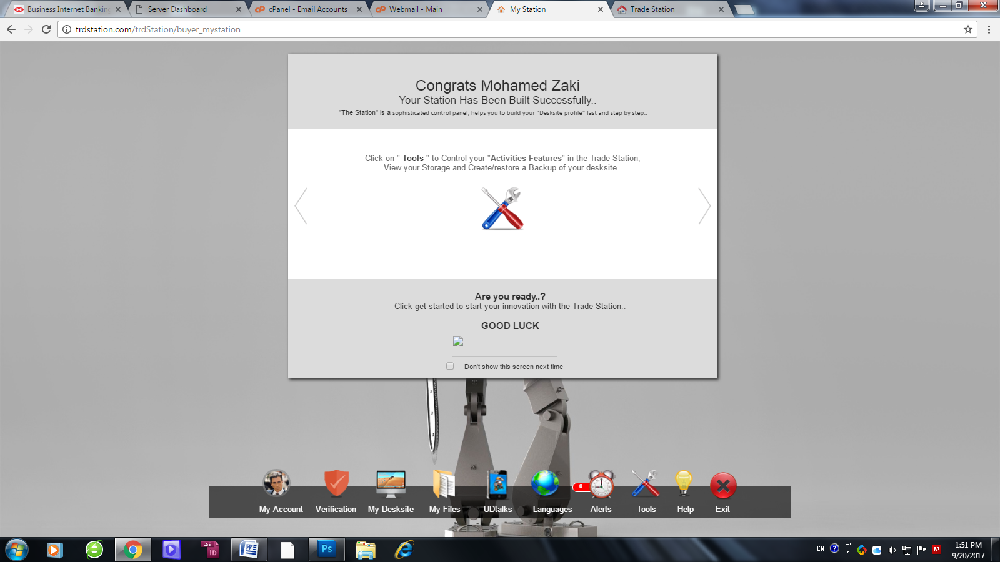 Business Internet Banking
Server Dashboard
cPanel - Email Accounts
Webmail - Main
My Station
Trade Station
trdstation.com/trdStation/buyer_mystation
Congrats Mohamed Zaki
Your Station Has Been Built Successfully..
"The Station" is a sophisticated control panel, helps you to build your "Desksite profile" fast and step by step..
Click on " Tools " to Control your "Activities Features" in the Trade Station,
View your Storage and Create/restore a Backup of your desksite..
Are you ready..?
Click get started to start your innovation with the Trade Station..
GOOD LUCK
Don't show this screen next time
0
My Account Verification My Desksite My Files UDtalks Languages Alerts Tools Help Exit
CS5
ID
W
Ps
EN
1:51 PM
9/20/2017